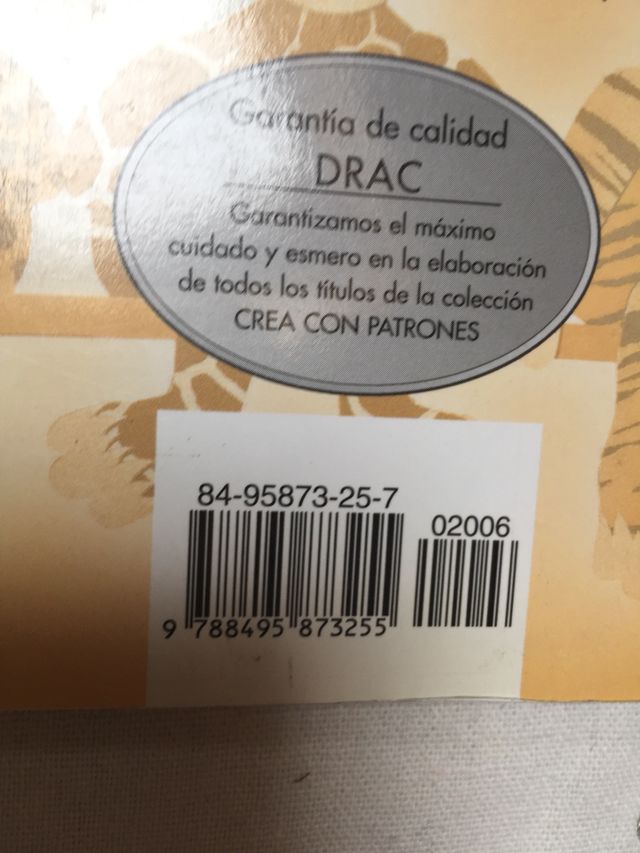 Garantía de calidad
DRAC
Garantizamos el máximo
cuidado y esmero en la elaboración
de todos los títulos de la colección
CREA CON PATRONES
84-95873-25-7
02006
9 788495 873255